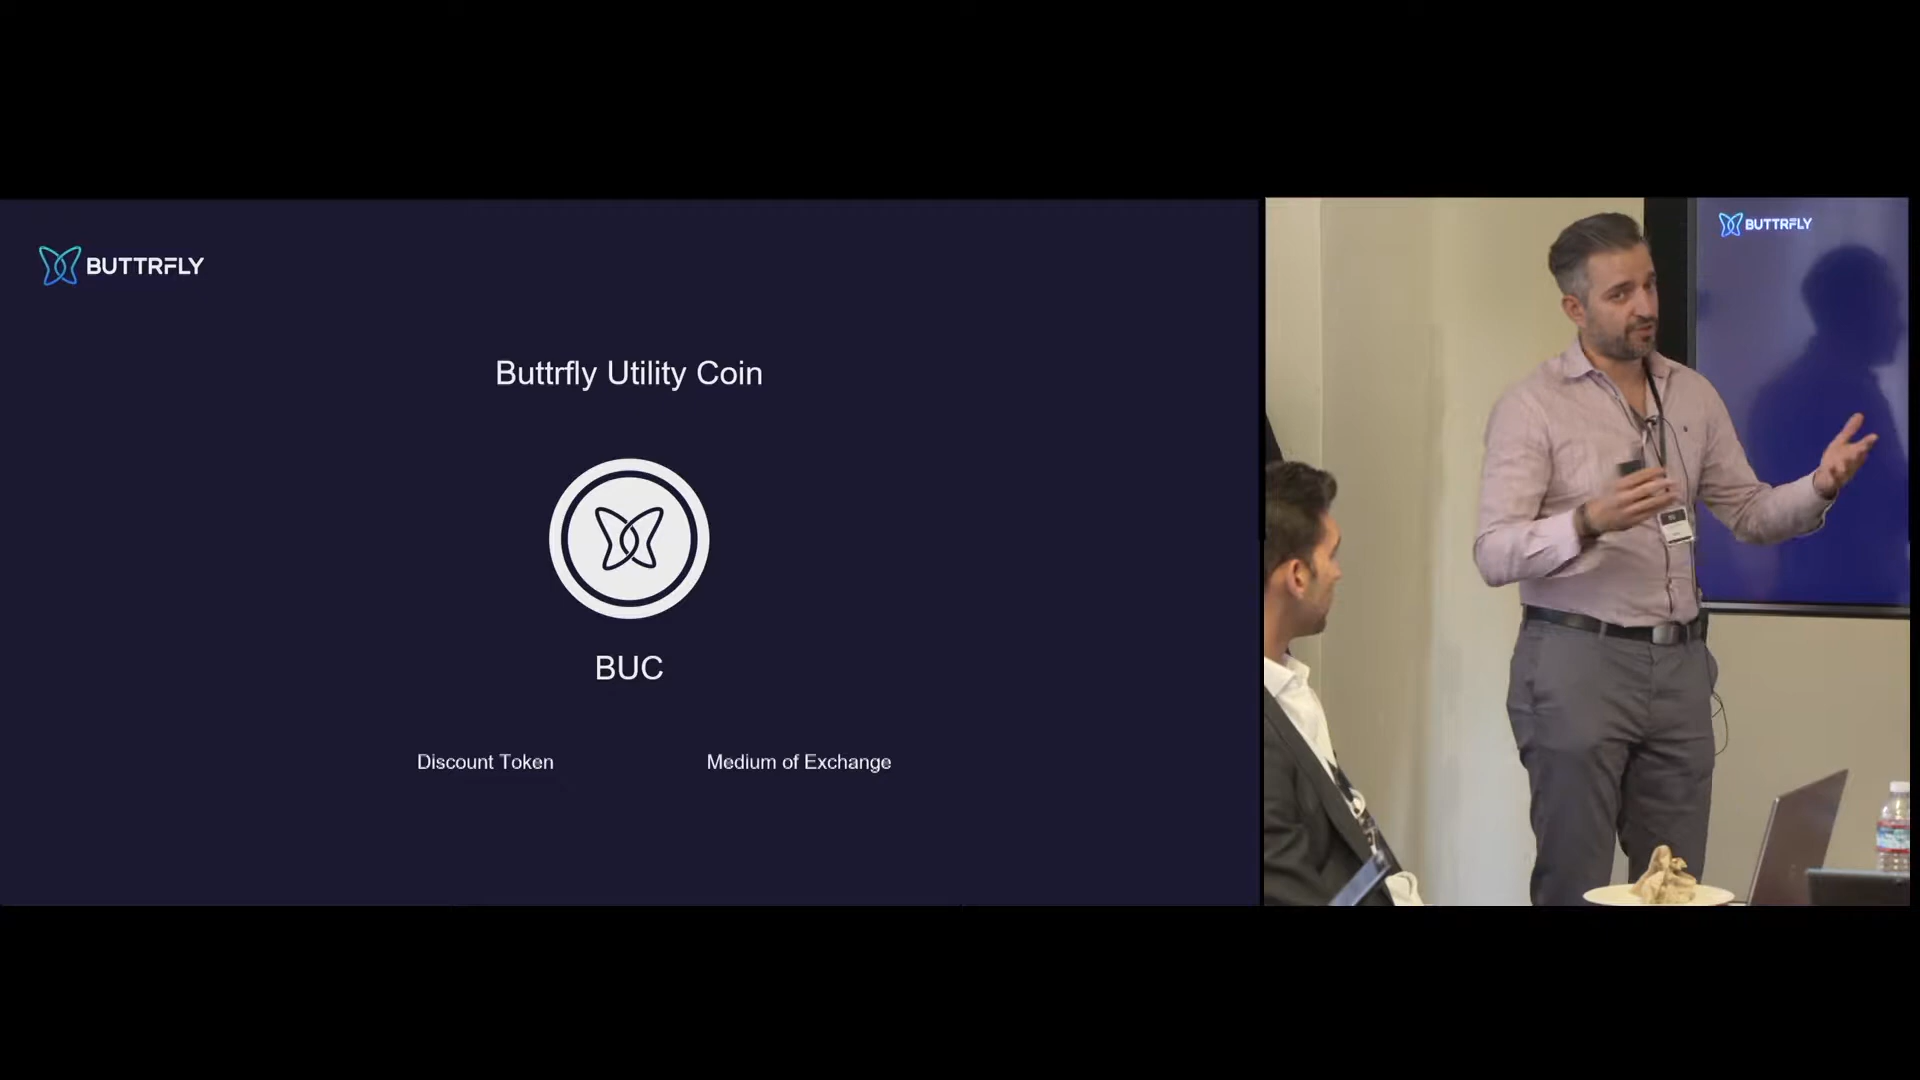 BUTTRFLY
Buttrfly Utility Coin
BUC
Discount Token
Medium of Exchange
BUTTRFLY